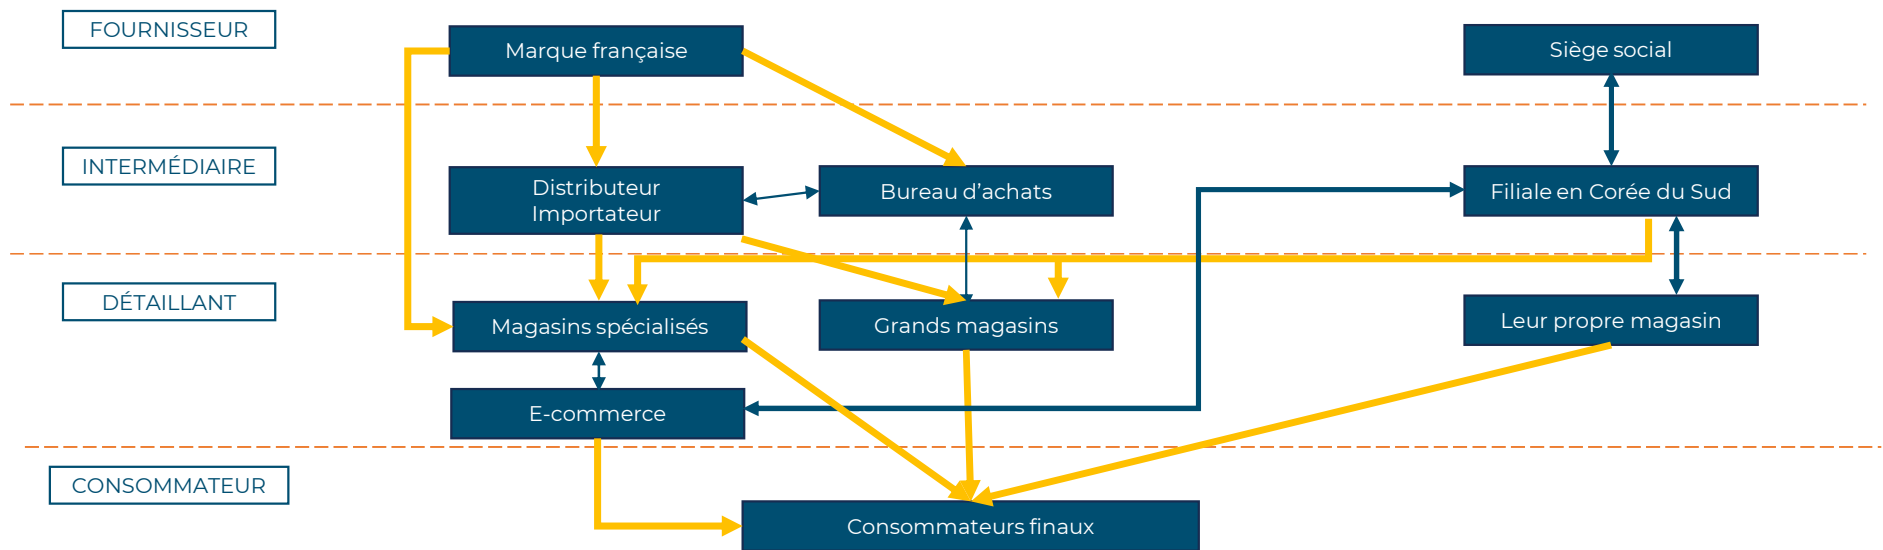 FOURNISSEUR
Marque française
Siège social
INTERMÉDIAIRE
Distributeur
Importateur
Bureau d'achats
Filiale en Corée du Sud
DÉTAILLANT
Magasins spécialisés
Grands magasins
Leur propre magasin
E-commerce
CONSOMMATEUR
Consommateurs finaux